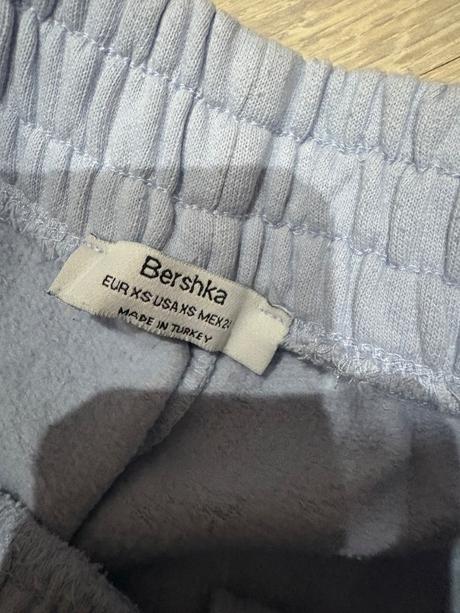 Bershka
EUR XS USA XS MEX 24
MADE IN TURKEY